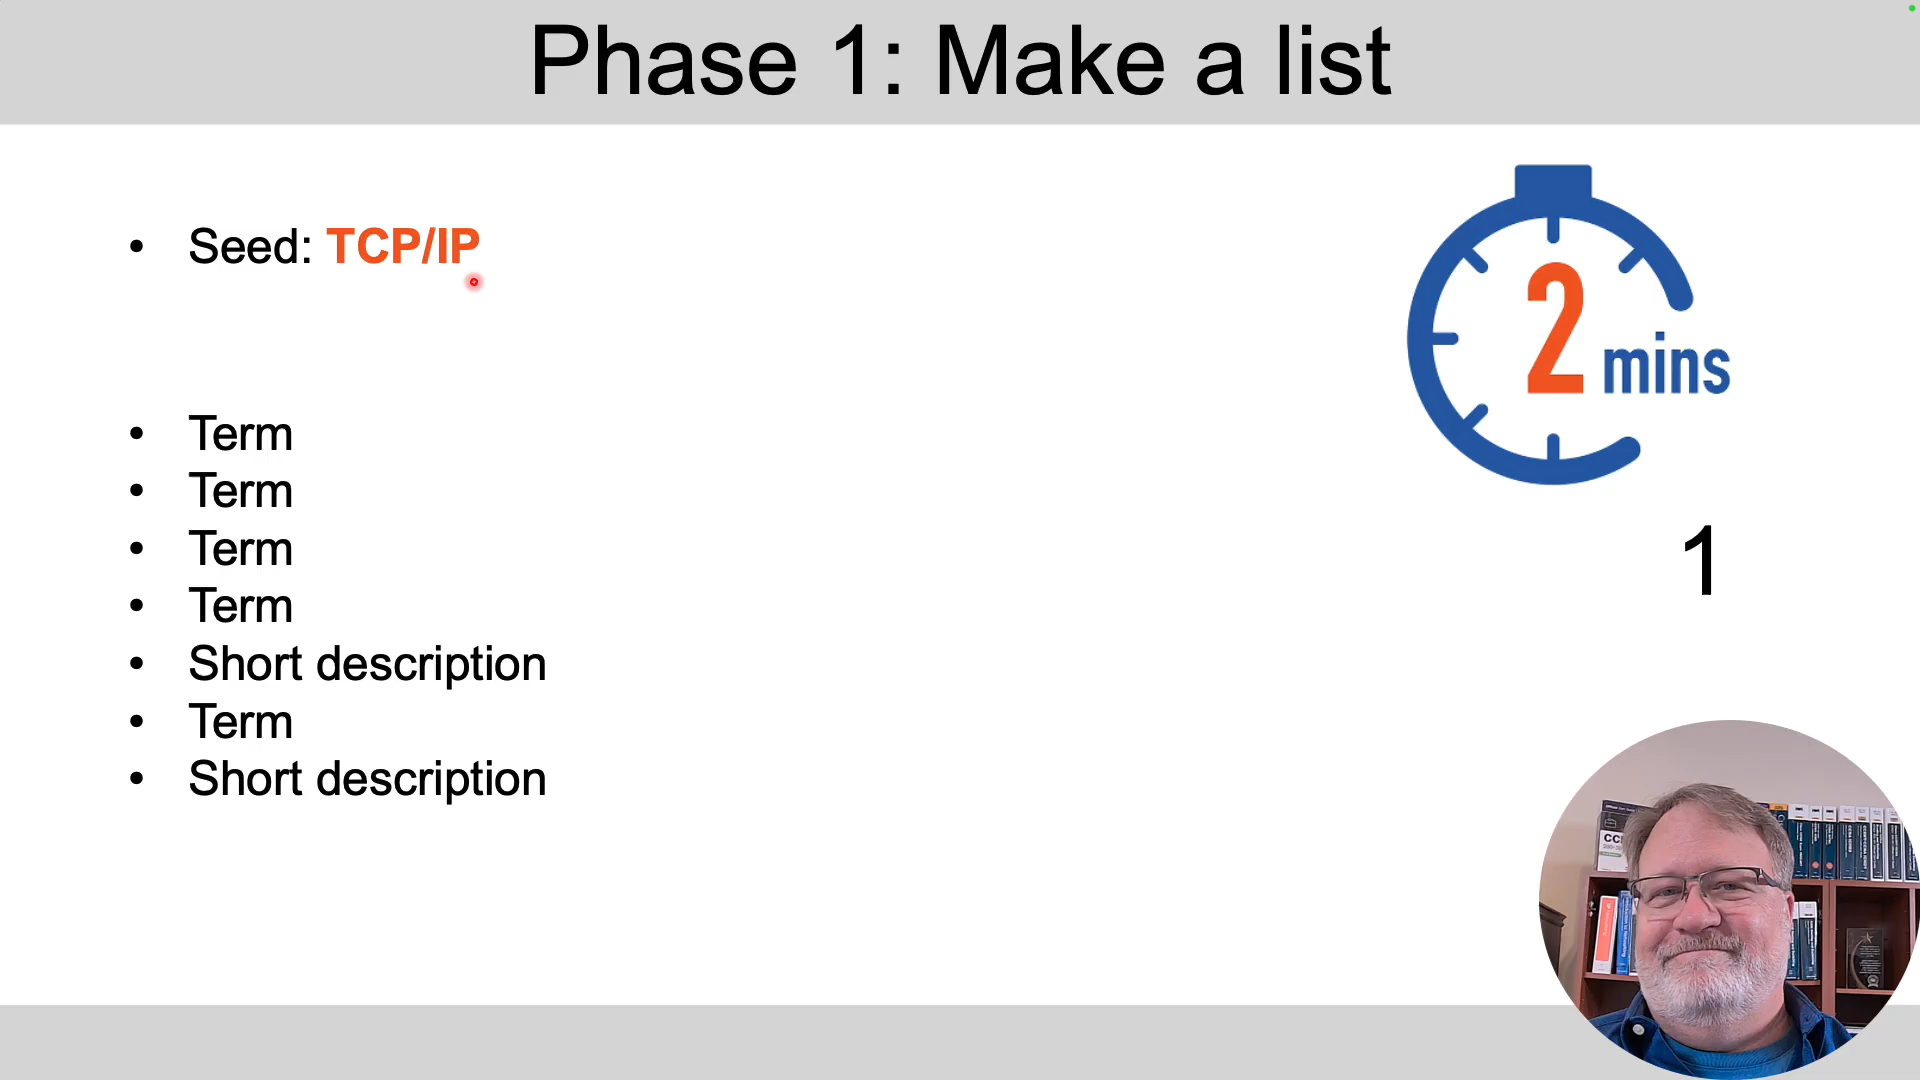 Phase 1: Make a list
• Seed: TCP/IP
2 mins
• Term
• Term
• Term
• Term
• Short description
• Term
• Short description
1